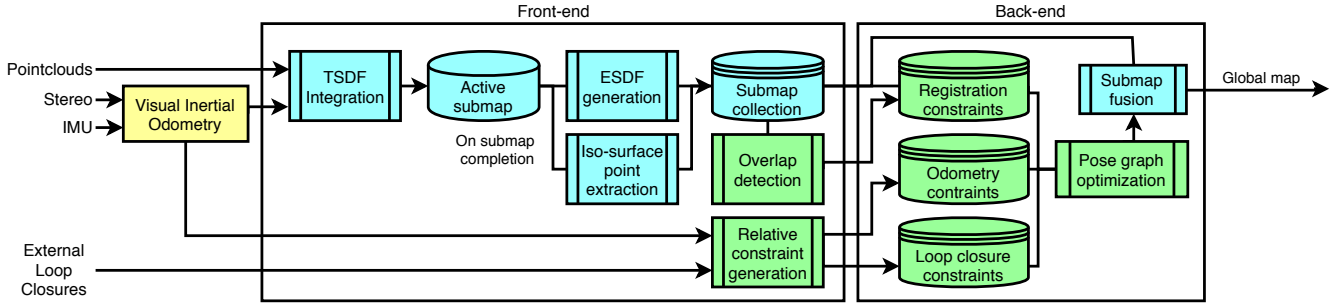 Front-end
Back-end
Pointclouds
Stereo
IMU
Visual Inertial
Odometry
TSDF
Integration
Active
submap
On submap
completion
ESDF
generation
Iso-surface
point
extraction
Submap
collection
Overlap
detection
Relative
constraint
generation
External
Loop
Closures
Registration
constraints
Odometry
contraints
Loop closure
constraints
Submap
fusion
Pose graph
optimization
Global map